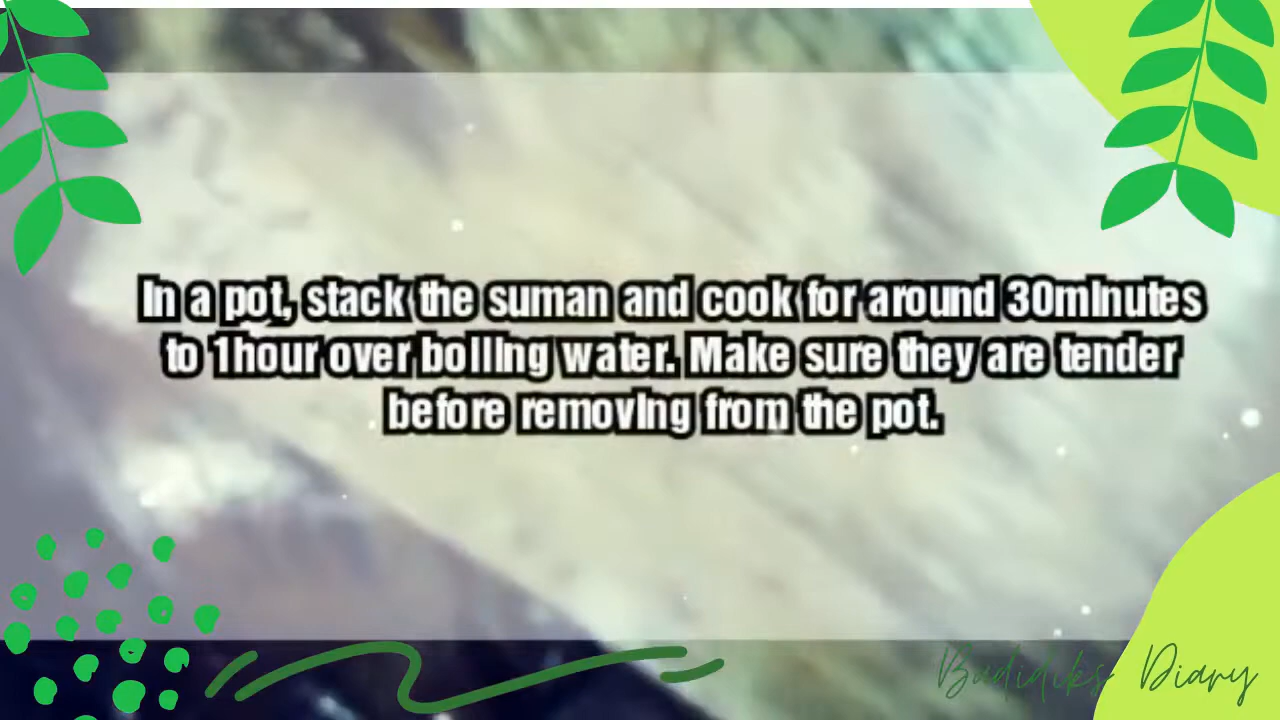 In a pot, stack the suman and cook for around 30minutes
to 1hour over boiling water. Make sure they are tender
before removing from the pot.
Badidiks Diary